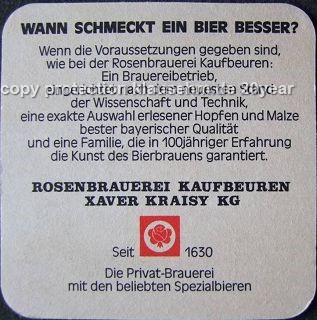 WANN SCHMECKT EIN BIER BESSER?
Wenn die Voraussetzungen gegeben sind,
wie bei der Rosenbrauerei Kaufbeuren:
Ein Brauereibetrieb,
copy protection 20year
der Wissenschaft und Technik,
eine exakte Auswahl erlesener Hopfen und Malze
bester bayerischer Qualität
und eine Familie, die in 100jähriger Erfahrung
die Kunst des Bierbrauens garantiert.
ROSENBRAUEREI KAUFBEUREN
XAVER KRAISY KG
Seit 1630
Die Privat-Brauerei
mit den beliebten Spezialbieren